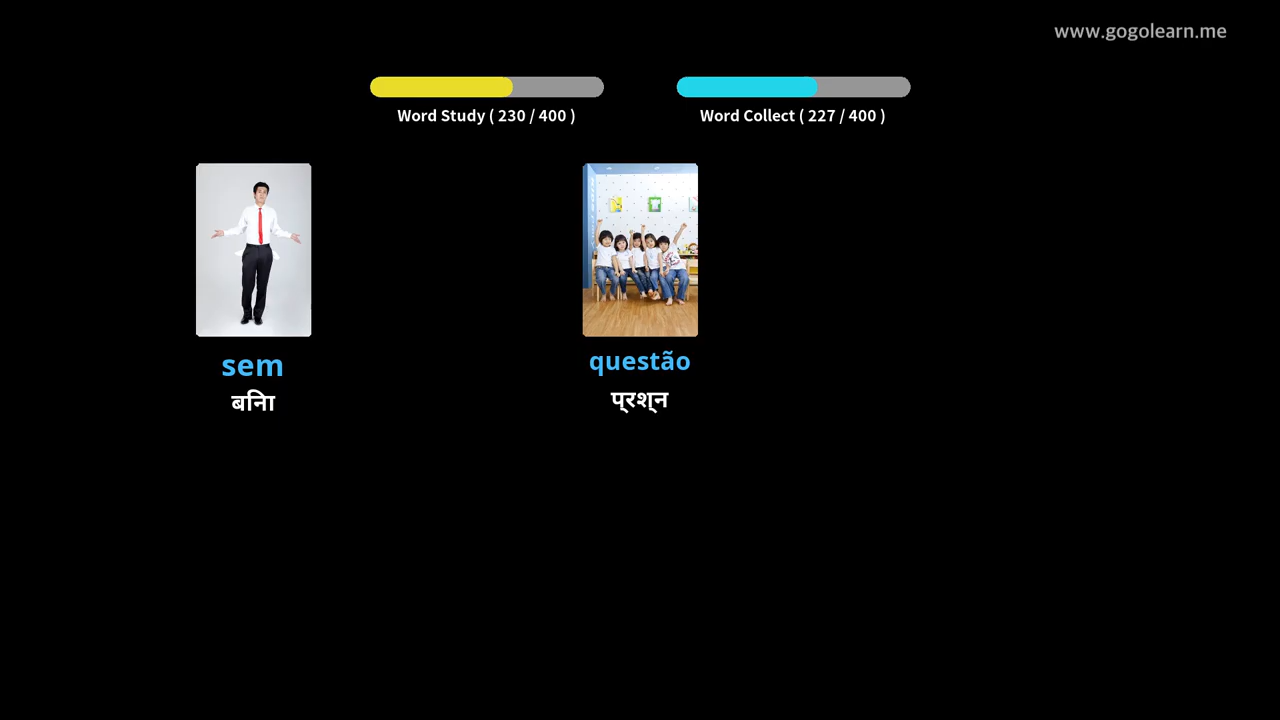 www.gogolearn.me
Word Study ( 230 / 400 )
Word Collect ( 227 / 400 )
sem
बिना
questão
प्रश्न